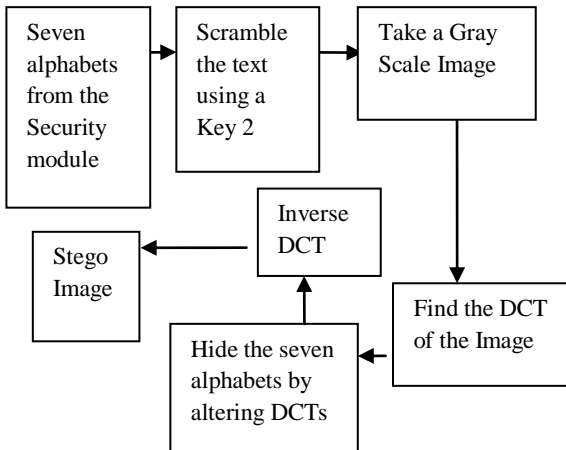 Seven
alphabets
from the
Security
module
Scramble
the text
using a
Key 2
Take a Gray
Scale Image
Find the DCT
of the Image
Hide the seven
alphabets by
altering DCTs
Inverse
DCT
Stego
Image